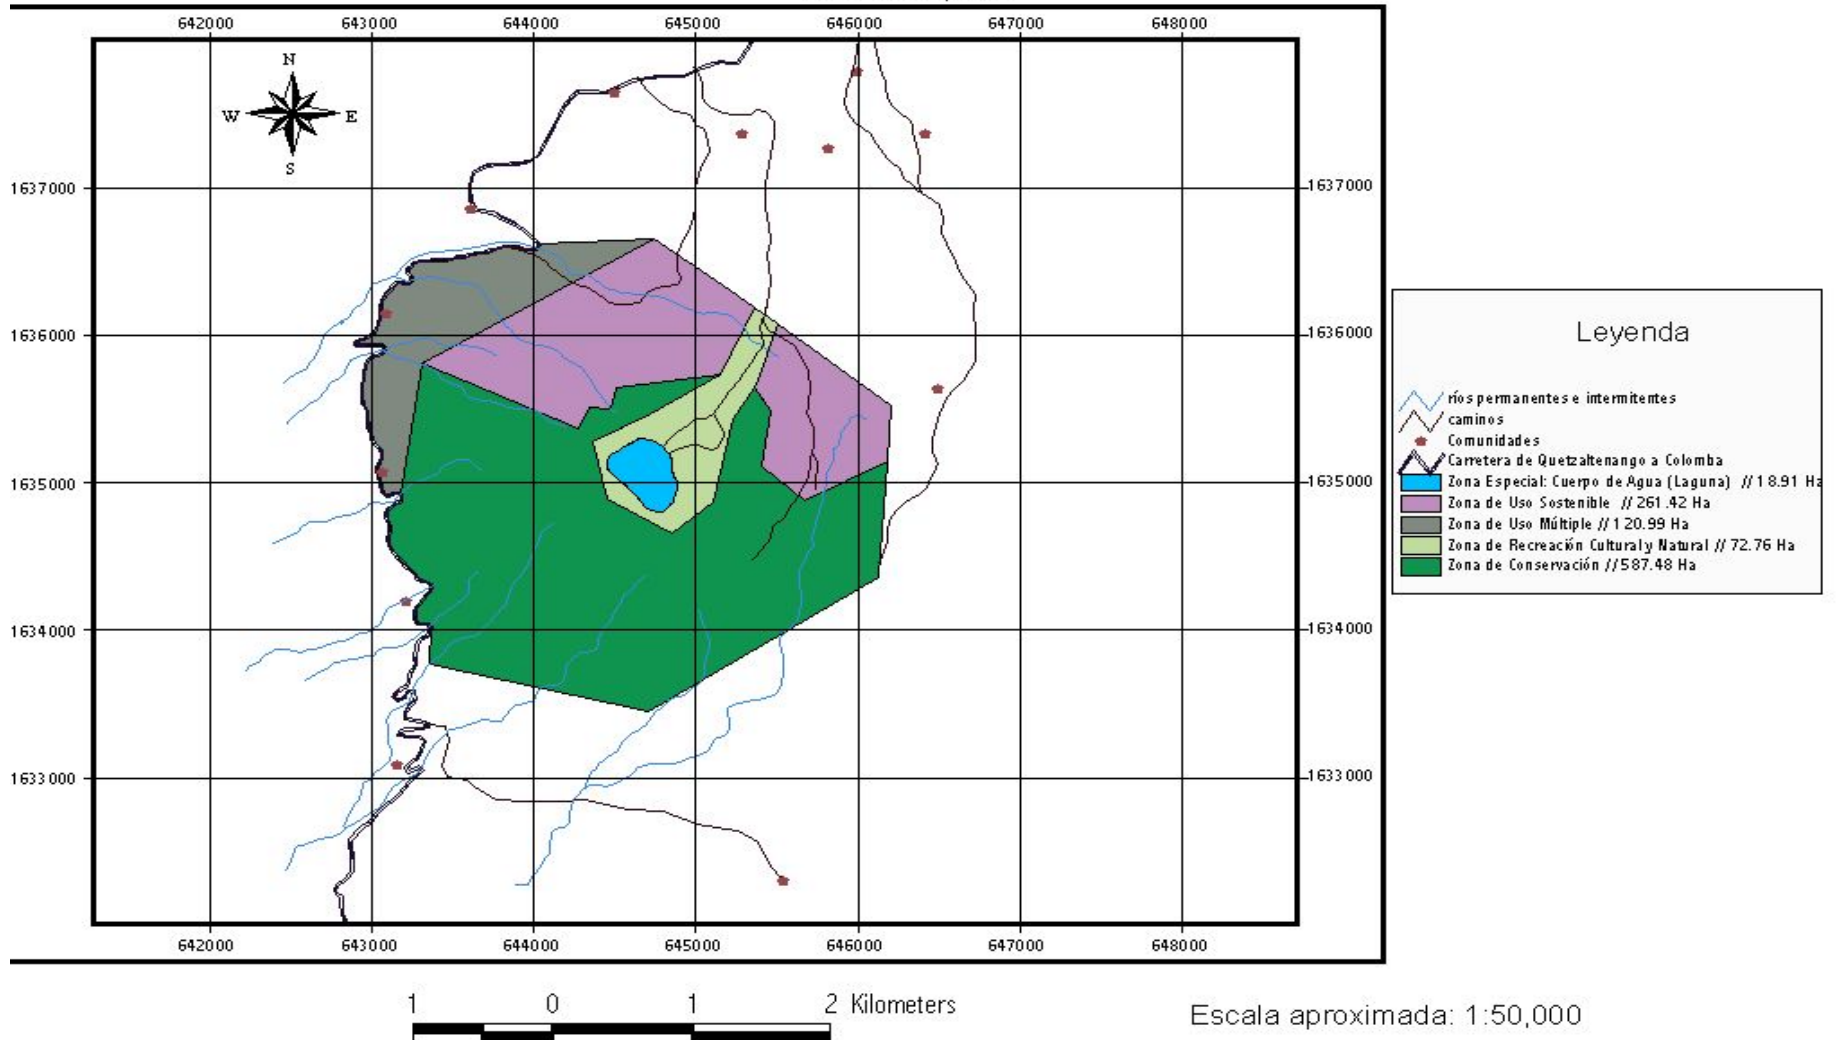 642000 643000 644000 645000 646000 647000 648000
N
W E
S
1637000 1637000
1636000 1636000
1635000 1635000
1634000 1634000
1633000 1633000
642000 643000 644000 645000 646000 647000 648000
Leyenda
ríos permanentes e intermitentes
caminos
Comunidades
Carretera de Quetzaltenango a Colomba
Zona Especial: Cuerpo de Agua (Laguna) // 18.91 Ha
Zona de Uso Sostenible // 261.42 Ha
Zona de Uso Múltiple // 120.99 Ha
Zona de Recreación Cultural y Natural // 72.76 Ha
Zona de Conservación // 587.48 Ha
1 0 1 2 Kilometers
Escala aproximada: 1:50,000